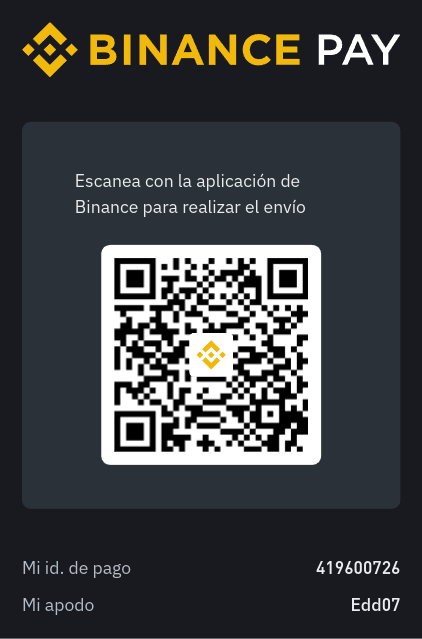 BINANCE PAY
Escanea con la aplicación de
Binance para realizar el envío
Mi id. de pago 419600726
Mi apodo Edd07